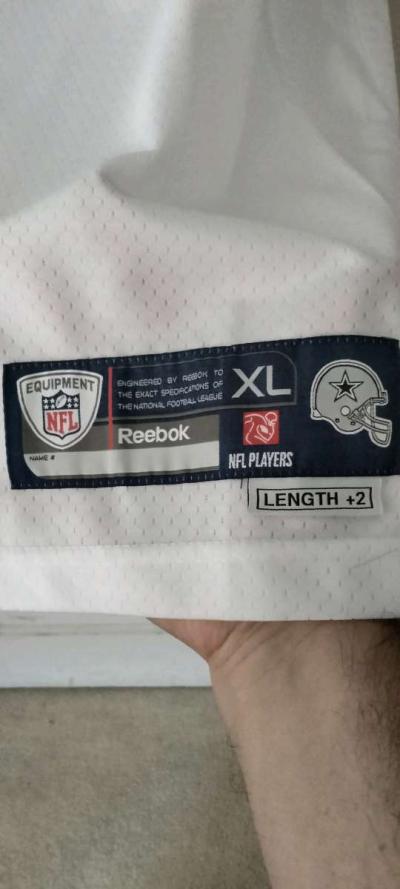 EQUIPMENT
NFL
ENGINEERED BY REEBOK TO
THE EXACT SPECIFICATIONS OF
THE NATIONAL FOOTBALL LEAGUE
XL
Reebok
NAME #
NFL PLAYERS
LENGTH +2